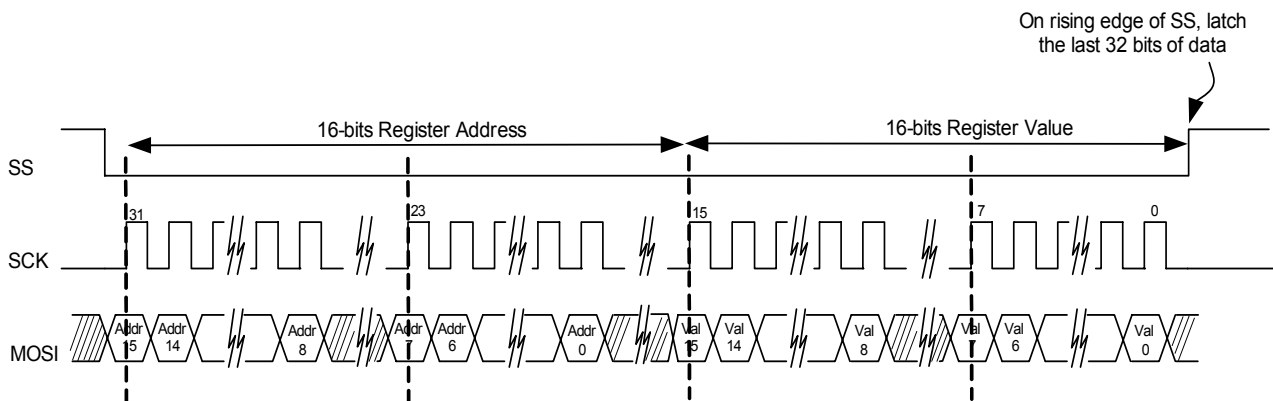 On rising edge of SS, latch
the last 32 bits of data
16-bits Register Address
16-bits Register Value
SS
31
23
15
7
0
SCK
Addr
15
Addr
14
Addr
8
Addr
7
Addr
6
Addr
0
Val
15
Val
14
Val
8
Val
7
Val
6
Val
0
MOSI